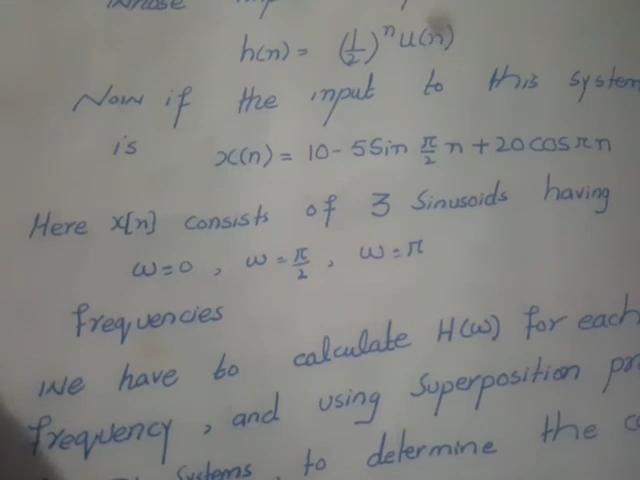 whose
h(n) = (1/2)^n u(n)
Now if the input to this system
is x(n) = 10 - 5 Sin π/2 n + 20 cos π n
Here x[n] consists of 3 Sinusoids having
ω = 0 , ω = π/2 , ω = π
frequencies
We have to calculate H(ω) for each
frequency , and using Superposition
Systems, to determine the